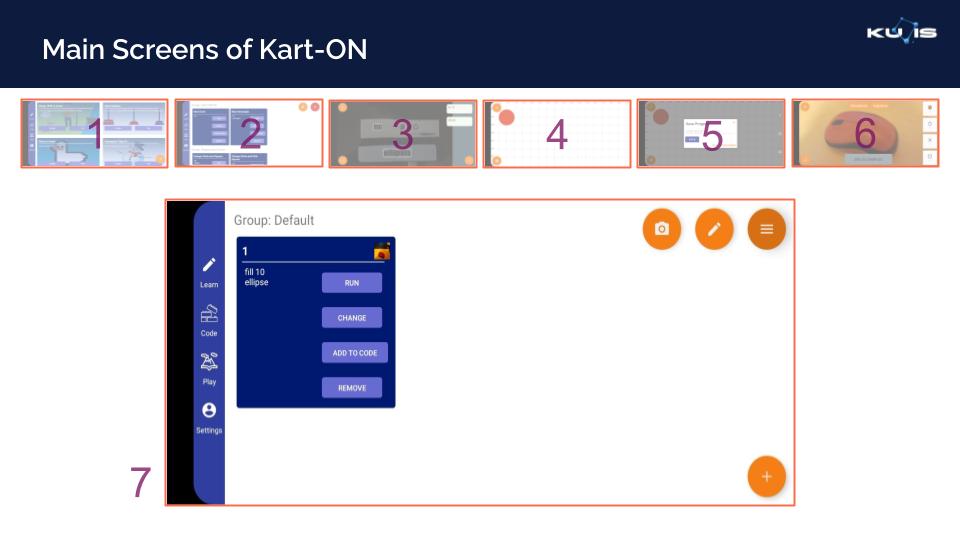 Main Screens of Kart-ON
KUIS
1
2
3
4
5
6
Group: Default
1
fill 10
ellipse
RUN
CHANGE
ADD TO CODE
REMOVE
Learn
Code
Play
Settings
7